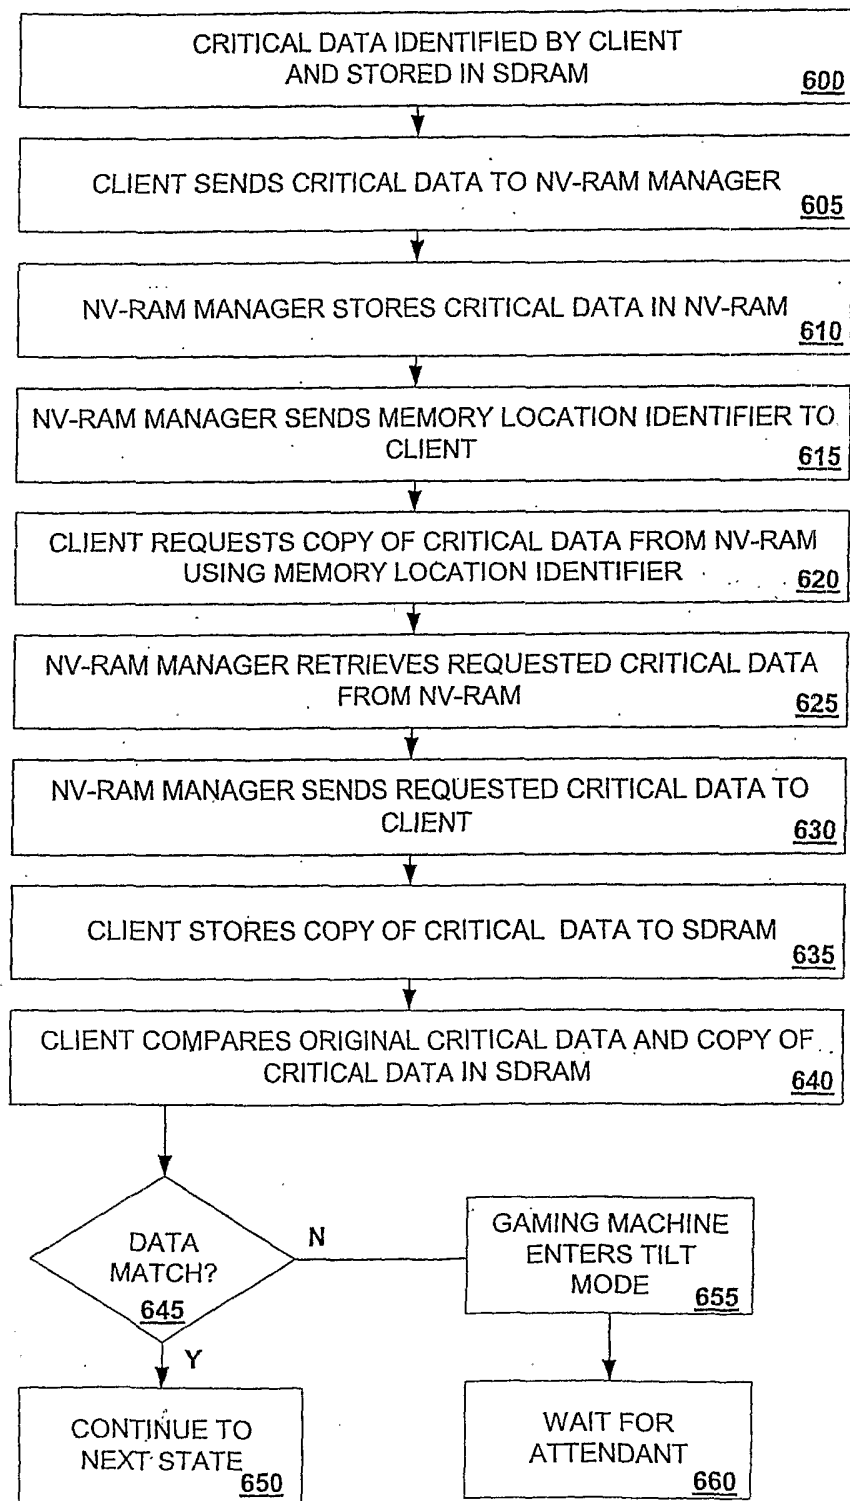 CRITICAL DATA IDENTIFIED BY CLIENT
AND STORED IN SDRAM
600
CLIENT SENDS CRITICAL DATA TO NV-RAM MANAGER
605
NV-RAM MANAGER STORES CRITICAL DATA IN NV-RAM
610
NV-RAM MANAGER SENDS MEMORY LOCATION IDENTIFIER TO
CLIENT
615
CLIENT REQUESTS COPY OF CRITICAL DATA FROM NV-RAM
USING MEMORY LOCATION IDENTIFIER
620
NV-RAM MANAGER RETRIEVES REQUESTED CRITICAL DATA
FROM NV-RAM
625
NV-RAM MANAGER SENDS REQUESTED CRITICAL DATA TO
CLIENT
630
CLIENT STORES COPY OF CRITICAL DATA TO SDRAM
635
CLIENT COMPARES ORIGINAL CRITICAL DATA AND COPY OF
CRITICAL DATA IN SDRAM
640
DATA
MATCH?
645
N
Y
GAMING MACHINE
ENTERS TILT
MODE
655
CONTINUE TO
NEXT STATE
650
WAIT FOR
ATTENDANT
660